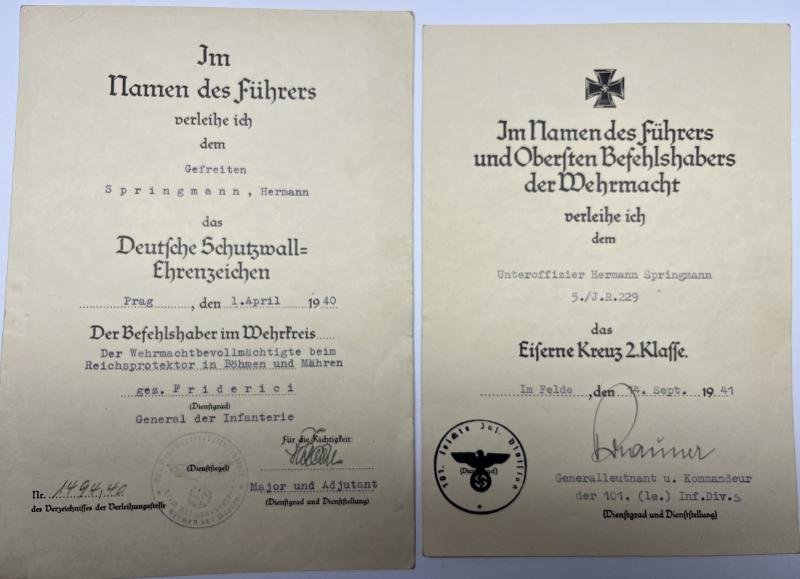 Im
Namen des Führers
verleihe ich
dem
Gefreiten
Springmann, Hermann
das
Deutsche Schutzwall=
Ehrenzeichen
Prag, den 1.April 1940
Der Befehlshaber im Wehrkreis
Der Wehrmachtbevollmächtigte beim
Reichsprotektor in Böhmen und Mähren
gez. Friderici
(Dienstgrad)
General der Infanterie
Für die Richtigkeit:
(Dienstsiegel)
Major und Adjutant
(Dienstgrad und Dienststellung)
Nr. 1494,40
des Verzeichnisses der Verleihungsstelle
Im Namen des Führers
und Obersten Befehlshabers
der Wehrmacht
verleihe ich
dem
Unteroffizier Hermann Springmann
5./J.R.229
das
Eiserne Kreuz 2.Klasse.
Im Felde, den 14. Sept. 1941
101. leichte Inf. Division
Generalleutnant u. Kommandeur
der 101. (le.) Inf.Div.
(Dienstgrad und Dienststellung)